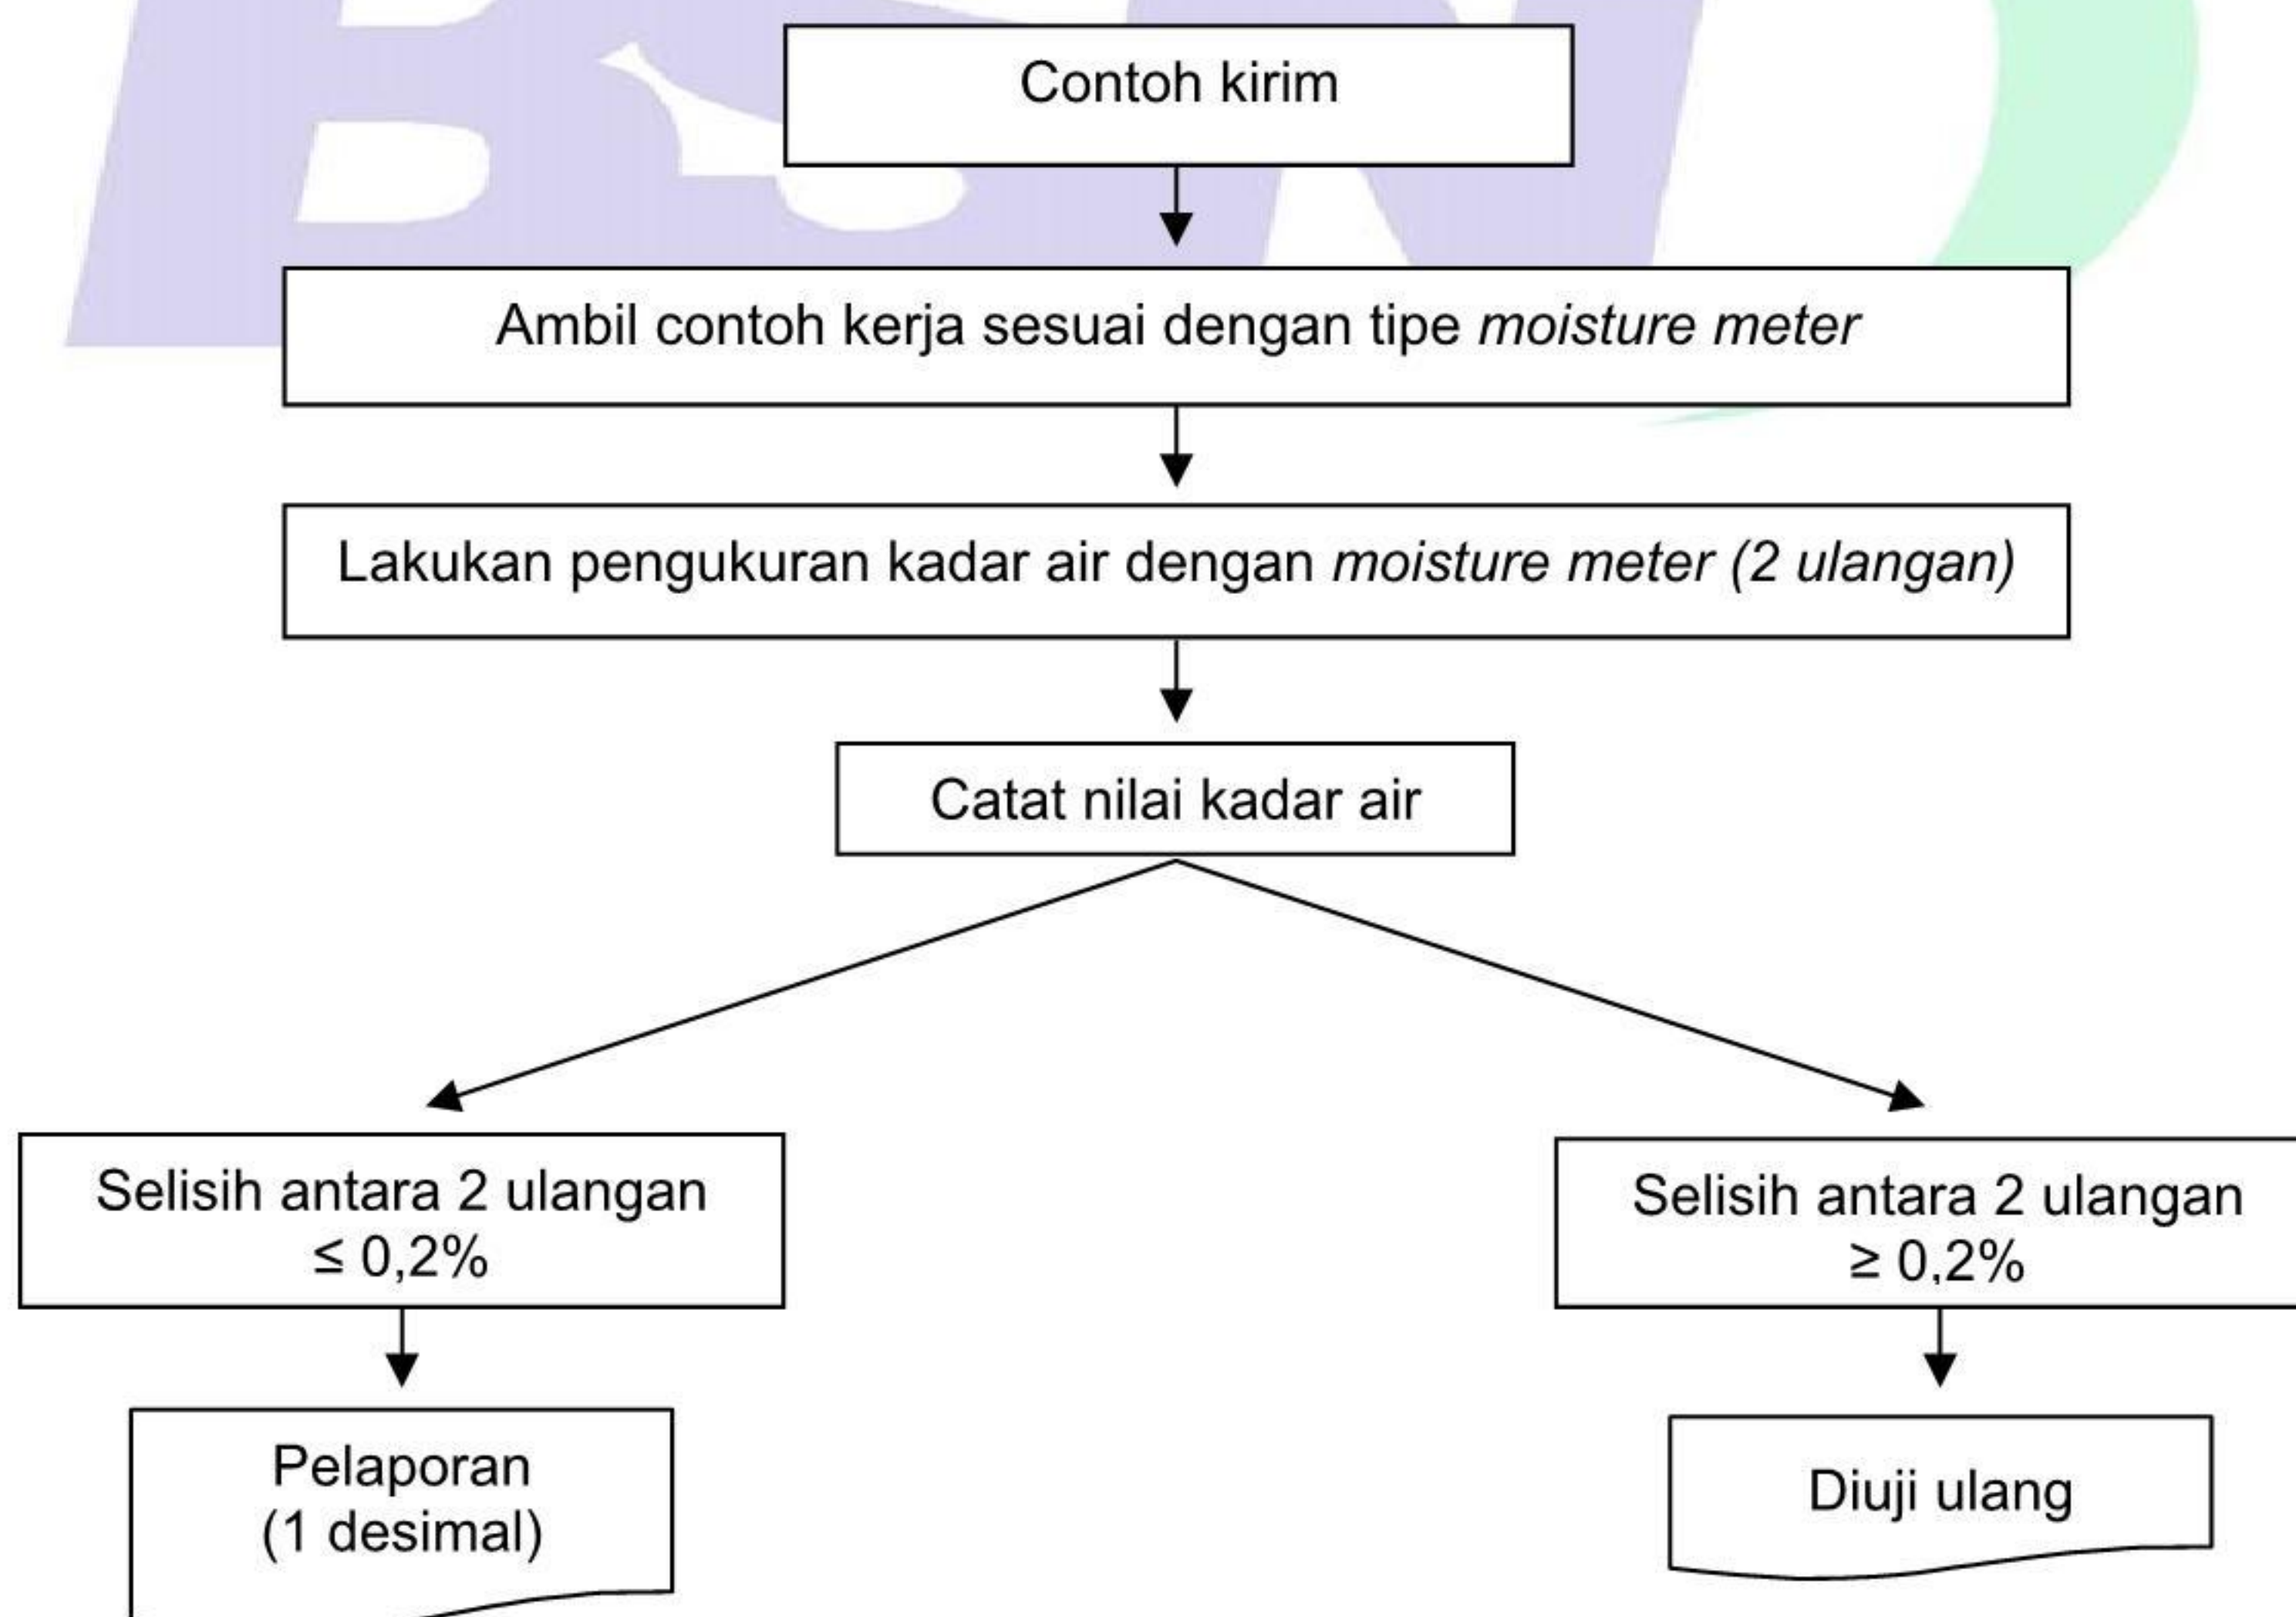 Contoh kirim
Ambil contoh kerja sesuai dengan tipe moisture meter
Lakukan pengukuran kadar air dengan moisture meter (2 ulangan)
Catat nilai kadar air
Selisih antara 2 ulangan
≤ 0,2%
Selisih antara 2 ulangan
≥ 0,2%
Pelaporan
(1 desimal)
Diuji ulang